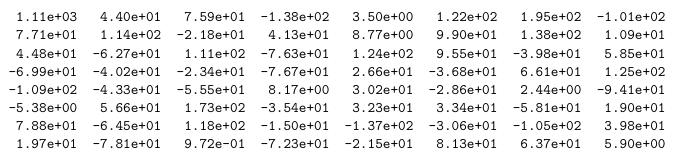 1.11e+03 4.40e+01 7.59e+01 −1.38e+02 3.50e+00 1.22e+02 1.95e+02 −1.01e+02
7.71e+01 1.14e+02 −2.18e+01 4.13e+01 8.77e+00 9.90e+01 1.38e+02 1.09e+01
4.48e+01 −6.27e+01 1.11e+02 −7.63e+01 1.24e+02 9.55e+01 −3.98e+01 5.85e+01
−6.99e+01 −4.02e+01 −2.34e+01 −7.67e+01 2.66e+01 −3.68e+01 6.61e+01 1.25e+02
−1.09e+02 −4.33e+01 −5.55e+01 8.17e+00 3.02e+01 −2.86e+01 2.44e+00 −9.41e+01
−5.38e+00 5.66e+01 1.73e+02 −3.54e+01 3.23e+01 3.34e+01 −5.81e+01 1.90e+01
7.88e+01 −6.45e+01 1.18e+02 −1.50e+01 −1.37e+02 −3.06e+01 −1.05e+02 3.98e+01
1.97e+01 −7.81e+01 9.72e−01 −7.23e+01 −2.15e+01 8.13e+01 6.37e+01 5.90e+00